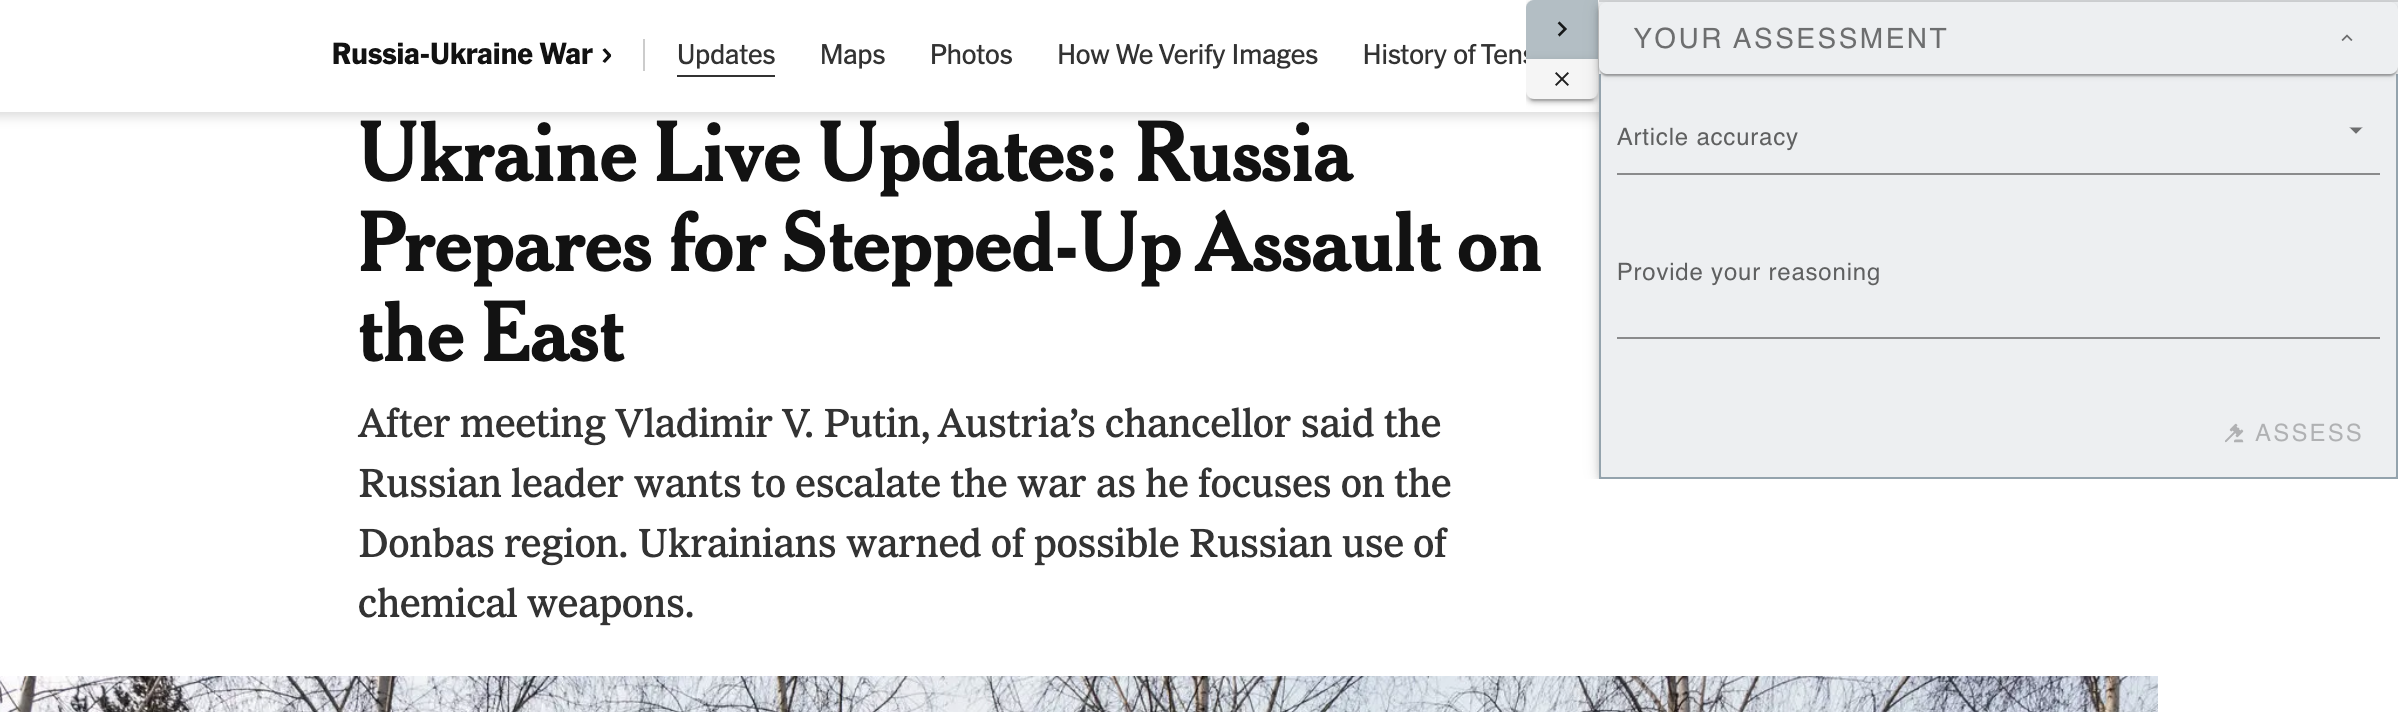 Russia-Ukraine War ›
Updates
Maps
Photos
How We Verify Images
History of Tens
Ukraine Live Updates: Russia
Prepares for Stepped-Up Assault on
the East
After meeting Vladimir V. Putin, Austria’s chancellor said the
Russian leader wants to escalate the war as he focuses on the
Donbas region. Ukrainians warned of possible Russian use of
chemical weapons.
YOUR ASSESSMENT
Article accuracy
Provide your reasoning
ASSESS